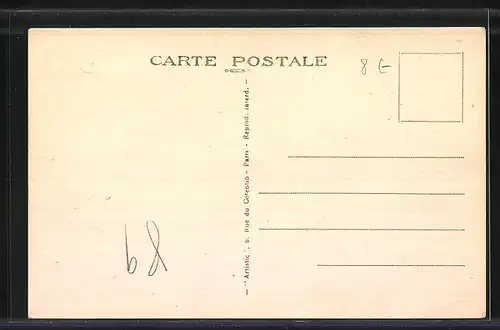 CARTE POSTALE
8 E
- "Artistic", 5, Rue du Cotentin - Paris - Reprod. interd. -
68